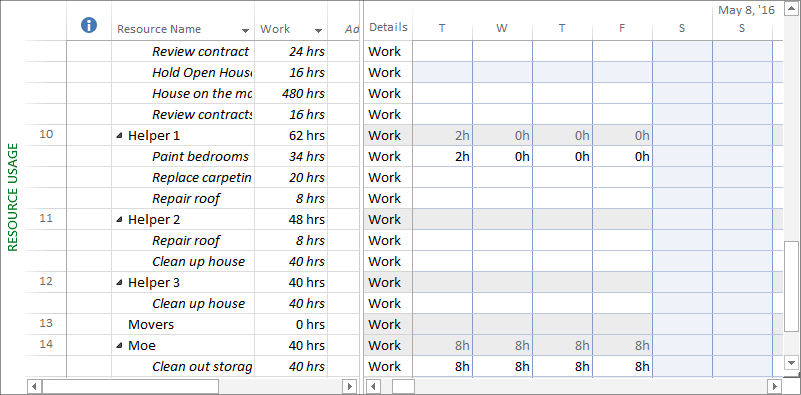 May 8, '16
Resource Name Work Ad Details T W T F S S
Review contract 24 hrs Work
Hold Open Hous 16 hrs Work
House on the ma 480 hrs Work
Review contracts 16 hrs Work
10 Helper 1 62 hrs Work 2h 0h 0h 0h
Paint bedrooms 34 hrs Work 2h 0h 0h 0h
Replace carpetin 20 hrs Work
Repair roof 8 hrs Work
11 Helper 2 48 hrs Work
Repair roof 8 hrs Work
Clean up house 40 hrs Work
12 Helper 3 40 hrs Work
Clean up house 40 hrs Work
13 Movers 0 hrs Work
14 Moe 40 hrs Work 8h 8h 8h 8h
Clean out storag 40 hrs Work 8h 8h 8h 8h
RESOURCE USAGE